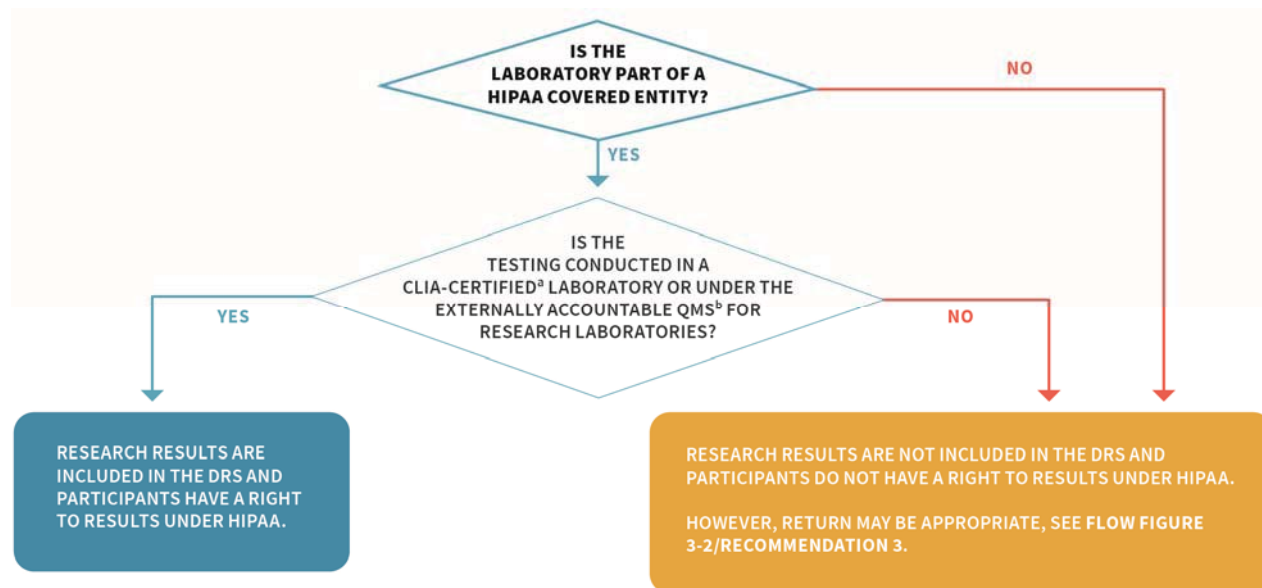 IS THE
LABORATORY PART OF A
HIPAA COVERED ENTITY?
NO
YES
IS THE
TESTING CONDUCTED IN A
CLIA-CERTIFIEDᵃ LABORATORY OR UNDER THE
EXTERNALLY ACCOUNTABLE QMSᵇ FOR
RESEARCH LABORATORIES?
YES
NO
RESEARCH RESULTS ARE
INCLUDED IN THE DRS AND
PARTICIPANTS HAVE A RIGHT
TO RESULTS UNDER HIPAA.
RESEARCH RESULTS ARE NOT INCLUDED IN THE DRS AND
PARTICIPANTS DO NOT HAVE A RIGHT TO RESULTS UNDER HIPAA.
HOWEVER, RETURN MAY BE APPROPRIATE, SEE FLOW FIGURE
3-2/RECOMMENDATION 3.